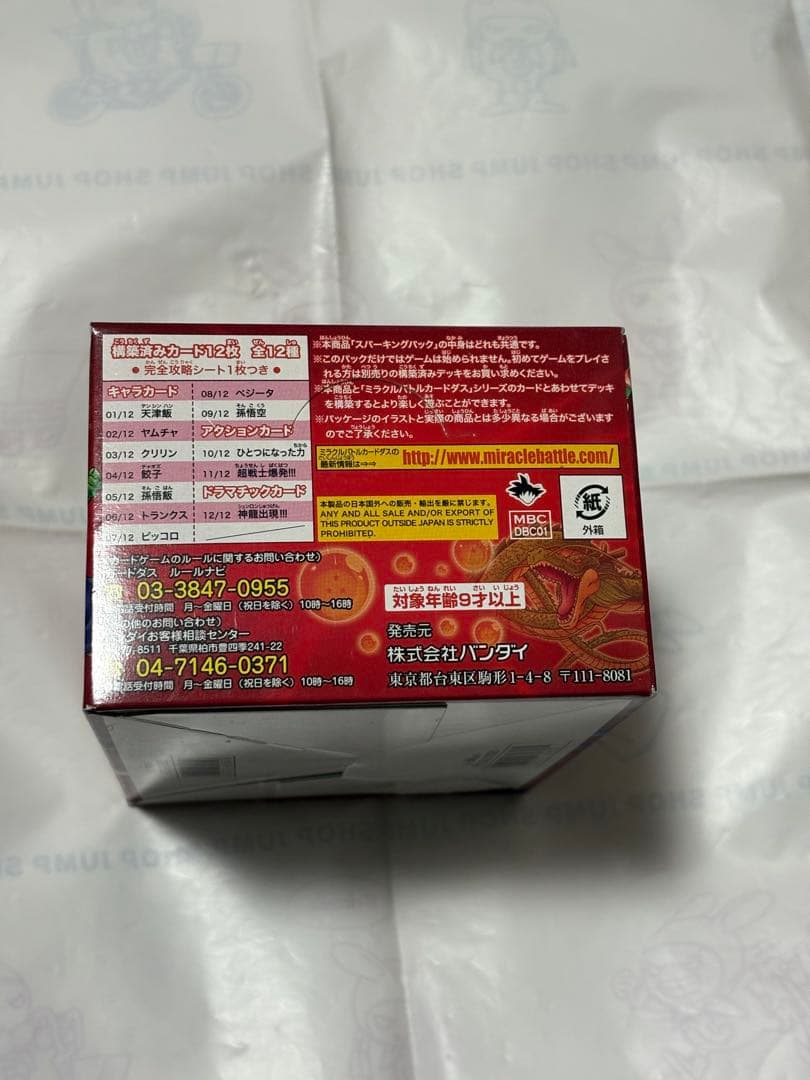 構築済みカード12枚 全12種
● 完全攻略シート1枚つき ●
キャラカード
01/12 天津飯
02/12 ヤムチャ
03/12 クリリン
04/12 餃子
05/12 孫悟飯
06/12 トランクス
07/12 ピッコロ
08/12 ベジータ
09/12 孫悟空
アクションカード
10/12 ひとつになった力
11/12 超戦士爆発!!!
ドラマチックカード
12/12 神龍出現!!!
※本商品「スパーキングパック」の中身はどれも共通です。
※このパックだけではゲームは始められません。初めてゲームをプレイさ
れる方は別売りの構築済みデッキをお買い求めください。
※本商品と「ミラクルバトルカードダス」シリーズのカードとあわせてデッキ
を構築するとより楽しく遊ぶことができます。
※パッケージのイラストと実際の商品とは多少異なる場合がございます
のでご了承ください。
ミラクルバトルカードダスの
最新情報は⇒⇒ http://www.miraclebattle.com/
本製品の日本国外への販売・輸出を厳に禁じます。
ANY AND ALL SALE AND/OR EXPORT OF
THIS PRODUCT OUTSIDE JAPAN IS STRICTLY
PROHIBITED.
MBC
DBC01
紙
外箱
カードゲームのルールに関するお問い合わせ)
ードダス ルールナビ
03-3847-0955
話受付時間 月～金曜日(祝日を除く)10時～16時
の他のお問い合わせ)
ダイお客様相談センター
-8511 千葉県柏市豊四季241-22
04-7146-0371
電話受付時間 月～金曜日(祝日を除く)10時～16時
対象年齢9才以上
発売元
株式会社バンダイ
東京都台東区駒形1-4-8 〒111-8081
JUMP SHOP JUMP SHOP JUMP SHOP
JUMP SHOP JUMP SHOP